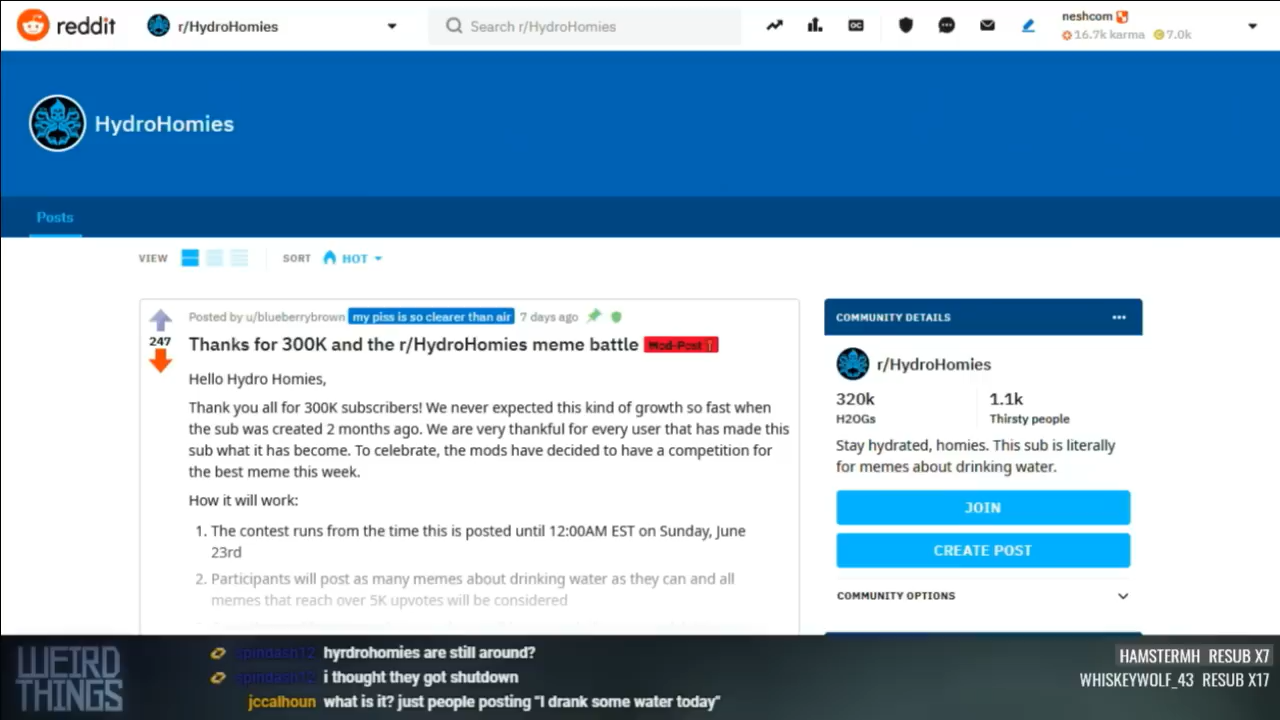 reddit
r/HydroHomies
Search r/HydroHomies
neshcom
16.7k karma 7.0k
HydroHomies
Posts
VIEW SORT HOT
Posted by u/blueberrybrown my piss is so clearer than air 7 days ago
247
Thanks for 300K and the r/HydroHomies meme battle Mod-Post
Hello Hydro Homies,
Thank you all for 300K subscribers! We never expected this kind of growth so fast when
the sub was created 2 months ago. We are very thankful for every user that has made this
sub what it has become. To celebrate, the mods have decided to have a competition for
the best meme this week.
How it will work:
1. The contest runs from the time this is posted until 12:00AM EST on Sunday, June
23rd
2. Participants will post as many memes about drinking water as they can and all
memes that reach over 5K upvotes will be considered
COMMUNITY DETAILS
r/HydroHomies
320k 1.1k
H2OGs Thirsty people
Stay hydrated, homies. This sub is literally
for memes about drinking water.
JOIN
CREATE POST
COMMUNITY OPTIONS
WEIRD
THINGS
spindash12 hyrdrohomies are still around?
spindash12 i thought they got shutdown
jccalhoun what is it? just people posting "I drank some water today"
HAMSTERMH RESUB X7
WHISKEYWOLF_43 RESUB X17